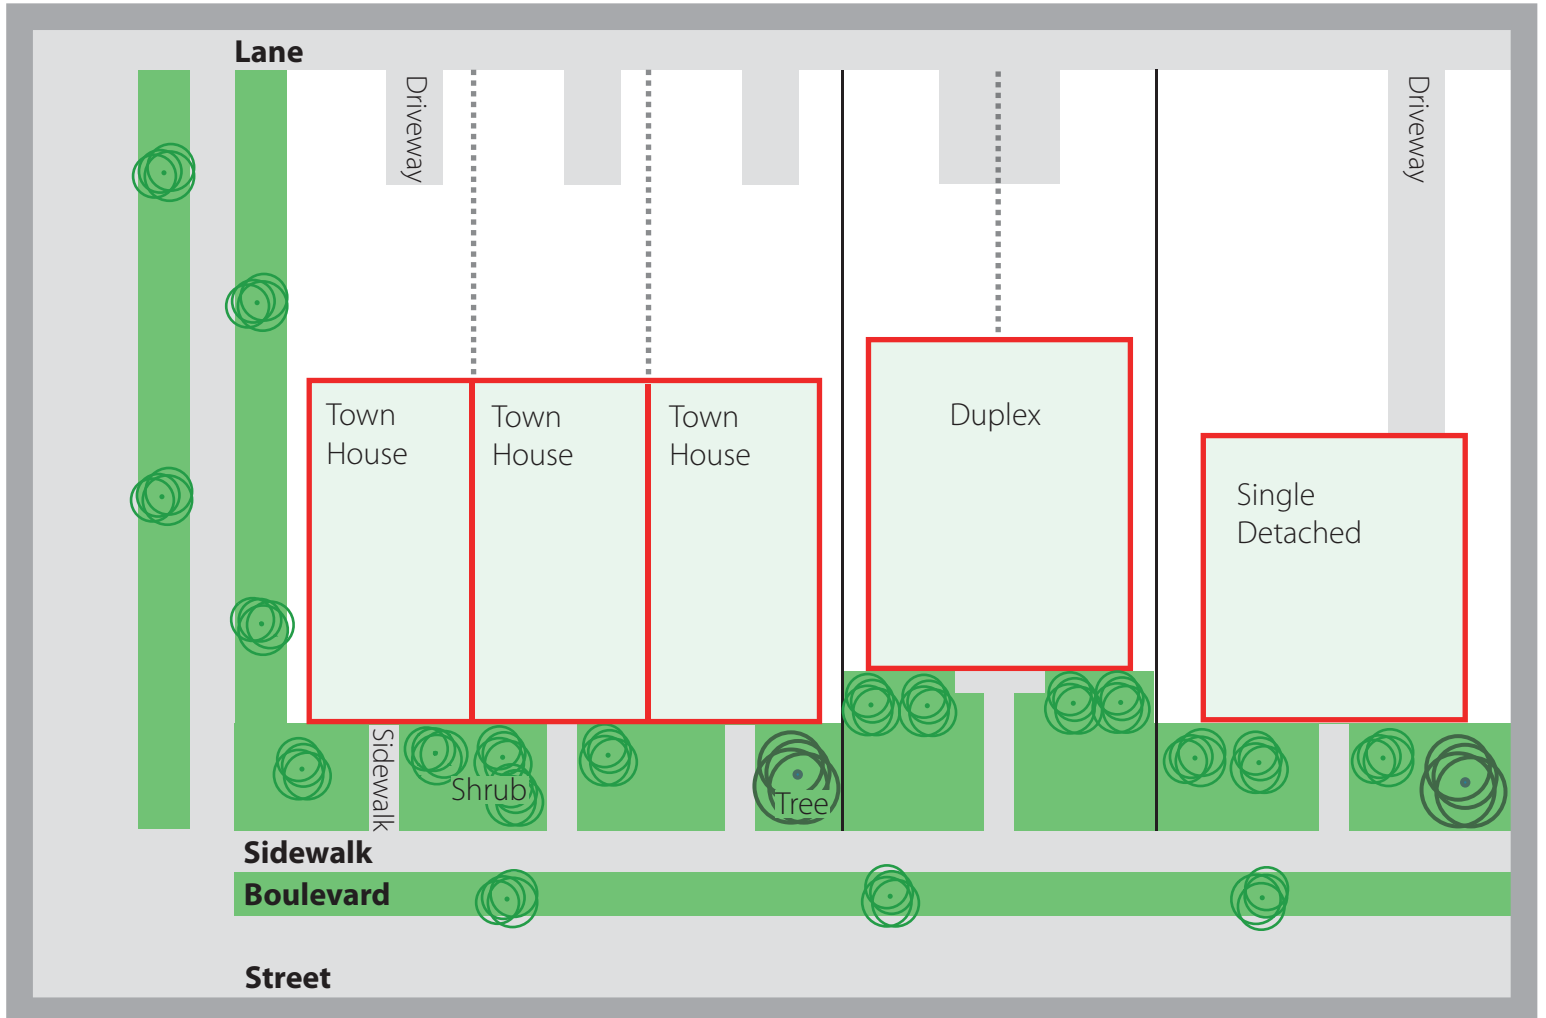 Lane
Driveway
Driveway
Town
House
Town
House
Town
House
Duplex
Single
Detached
Sidewalk
Shrub
Tree
Sidewalk
Boulevard
Street